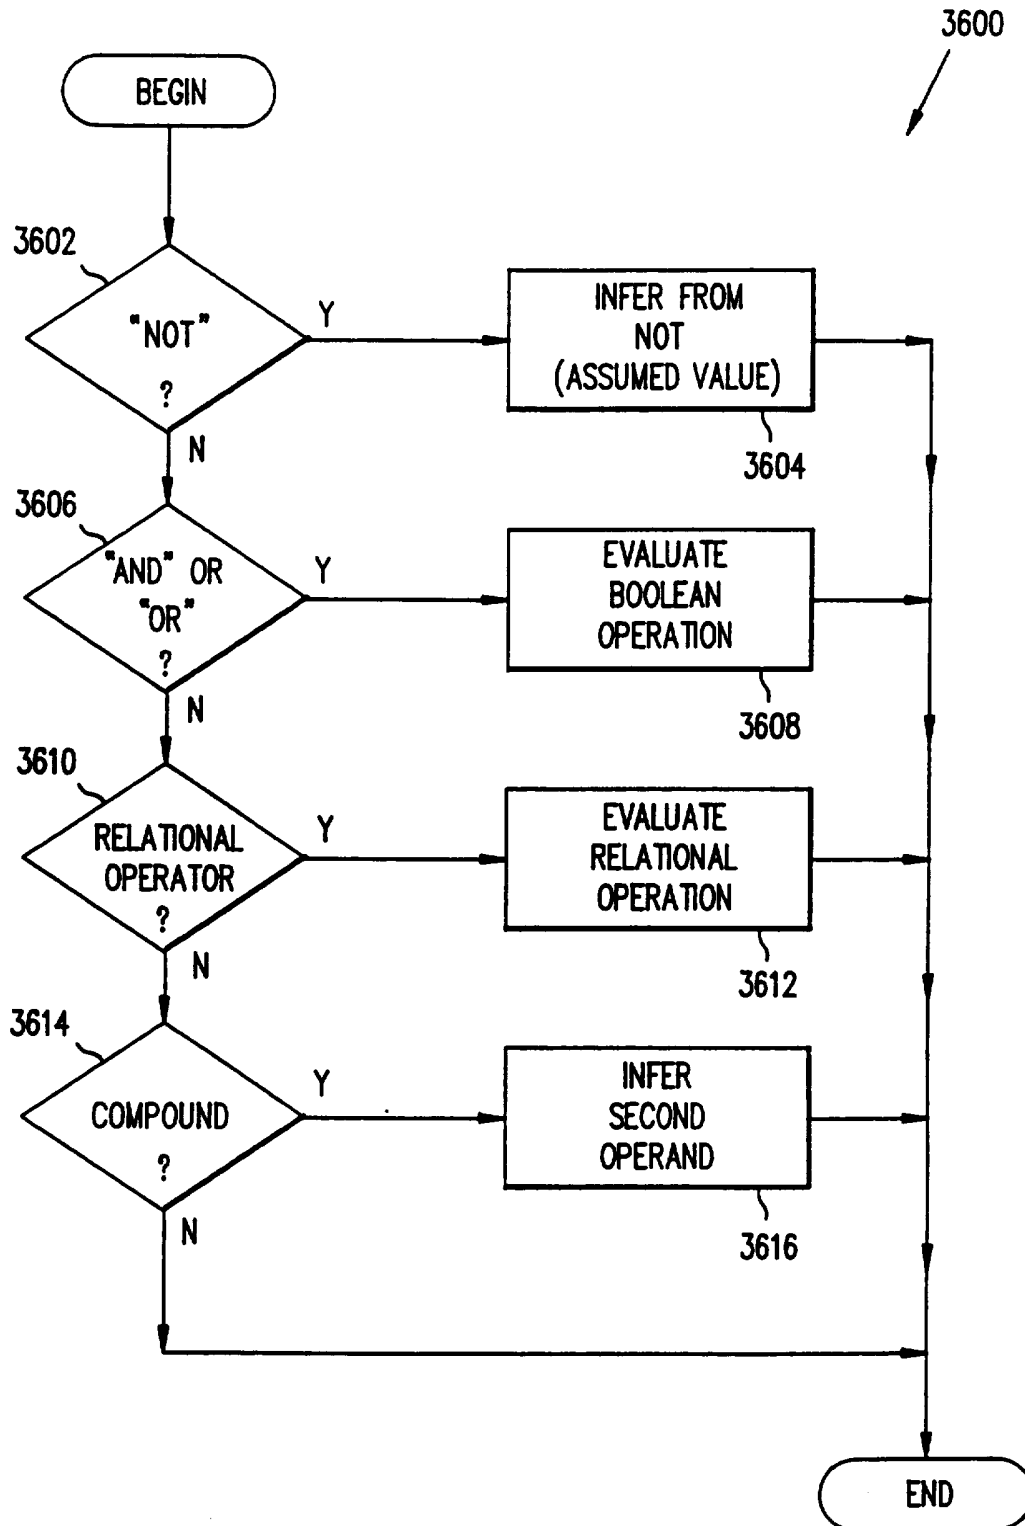 3600
BEGIN
3602
"NOT"
?
Y
N
INFER FROM
NOT
(ASSUMED VALUE)
3604
3606
"AND" OR
"OR"
?
Y
N
EVALUATE
BOOLEAN
OPERATION
3608
3610
RELATIONAL
OPERATOR
?
Y
N
EVALUATE
RELATIONAL
OPERATION
3612
3614
COMPOUND
?
Y
N
INFER
SECOND
OPERAND
3616
END